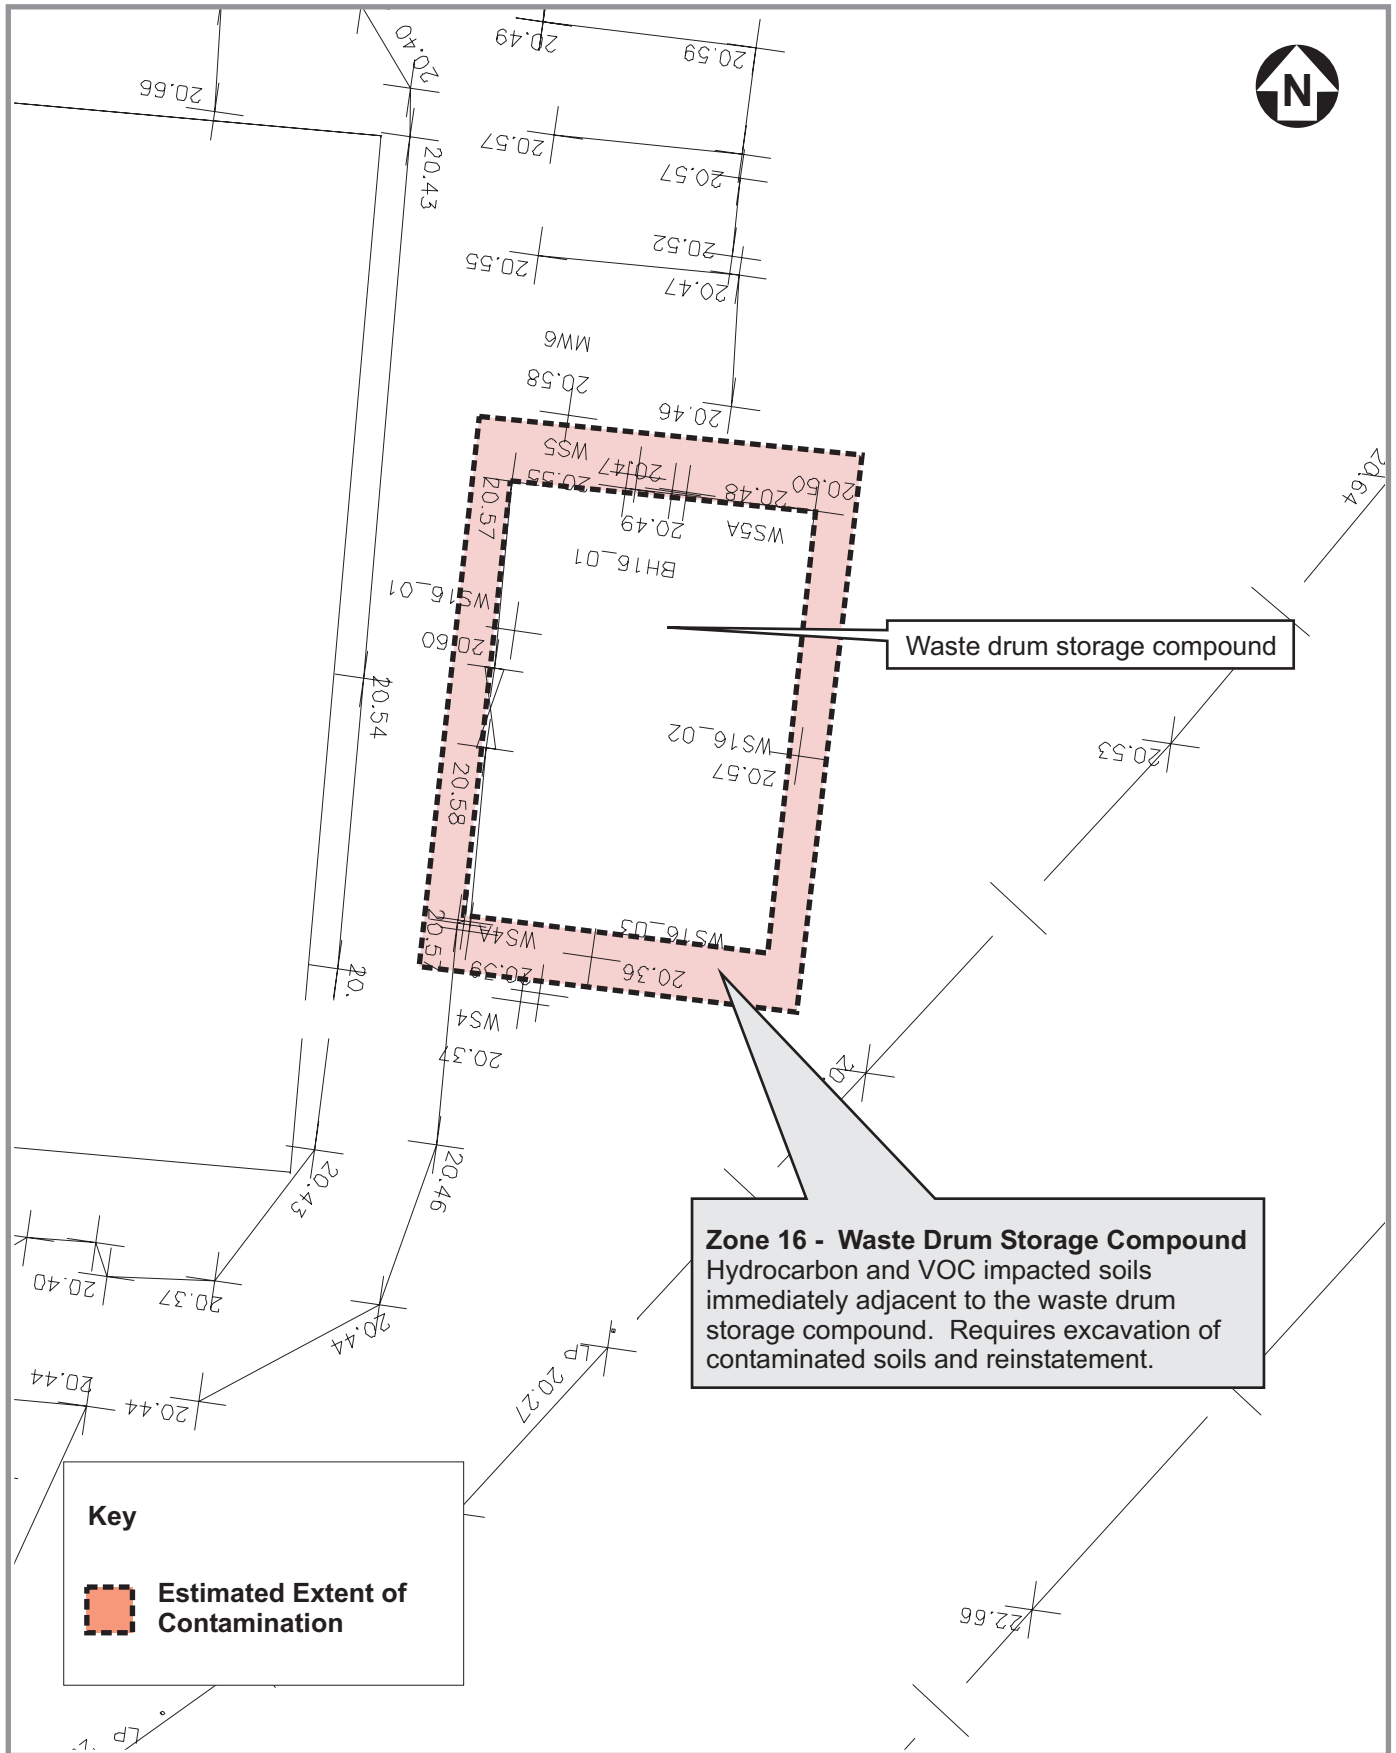 20.49
20.59
20.40
N
20.66
20.57
20.57
20.43
20.52
20.55
20.47
MW6
20.58
20.46
WS5
20.64
20.47
20.55
20.48
20.60
20.57
20.49
WS5A
BH16_01
WS16_01
20.60
Waste drum storage compound
20.54
WS16_02
20.57
20.53
20.58
WS16_03
WS4A
20.57
20.39
20.36
20.
WS4
20.37
20.
20.46
20.43
Zone 16 - Waste Drum Storage Compound
Hydrocarbon and VOC impacted soils
immediately adjacent to the waste drum
storage compound. Requires excavation of
contaminated soils and reinstatement.
20.40
20.37
20.44
LP
20.27
20.44
20.44
Key
Estimated Extent of
Contamination
22.66
LP